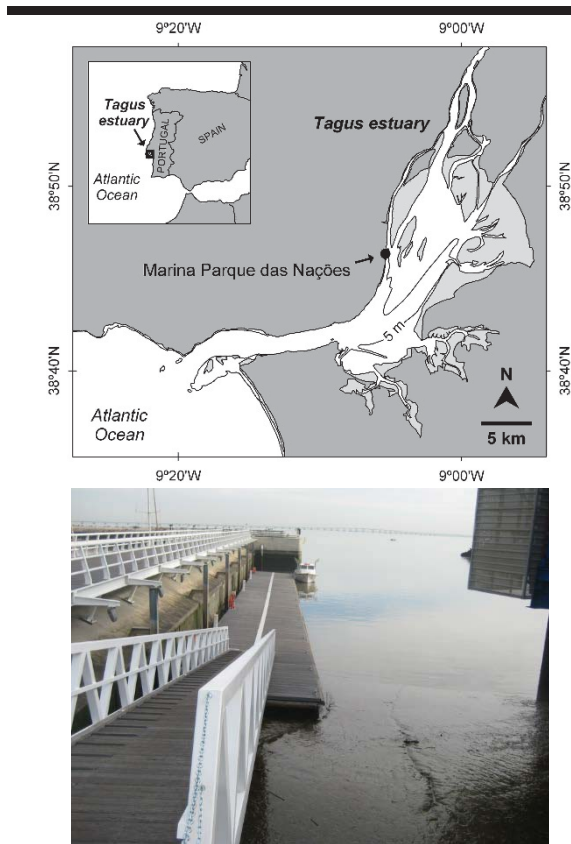 9°20'W
9°00'W
Tagus
estuary
PORTUGAL
SPAIN
Atlantic
Ocean
Tagus estuary
38°50'N
38°50'N
Marina Parque das Nações
5 m
38°40'N
38°40'N
Atlantic
Ocean
N
5 km
9°20'W
9°00'W